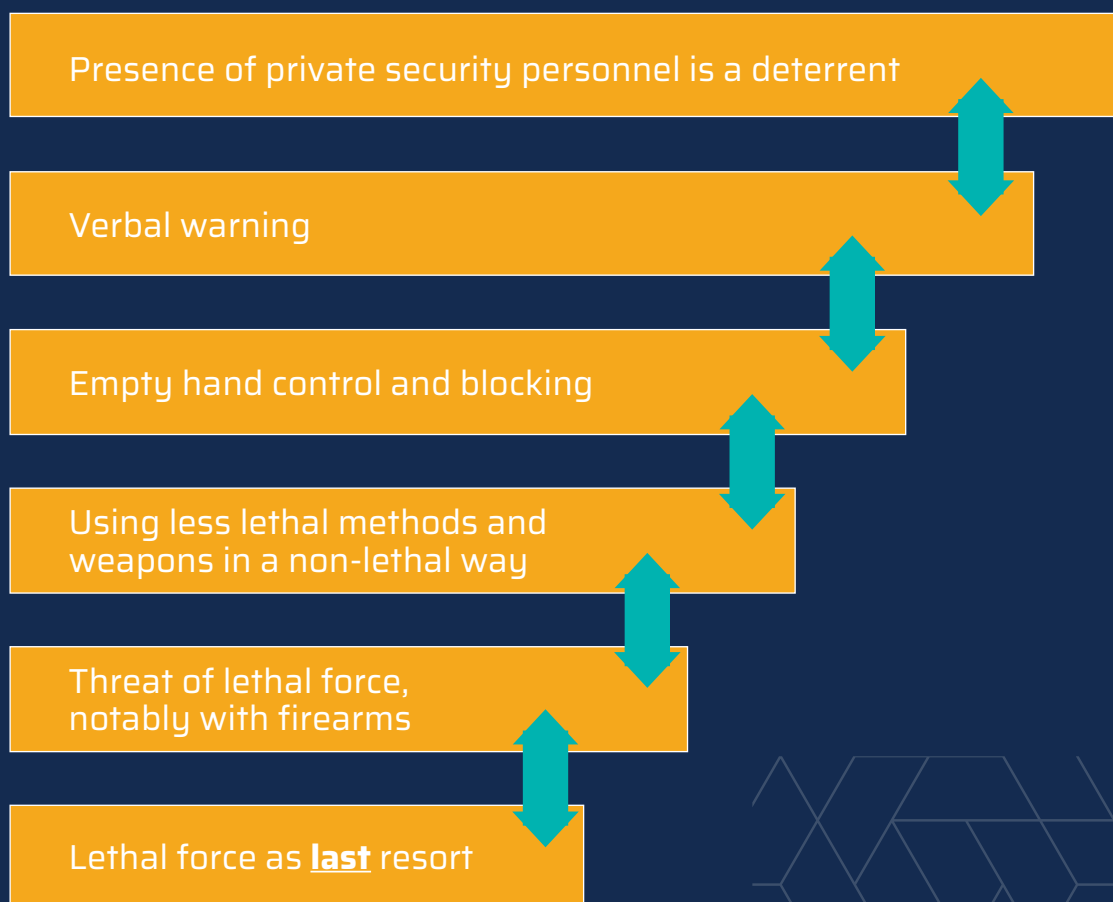 Presence of private security personnel is a deterrent
Verbal warning
Empty hand control and blocking
Using less lethal methods and
weapons in a non-lethal way
Threat of lethal force,
notably with firearms
Lethal force as last resort